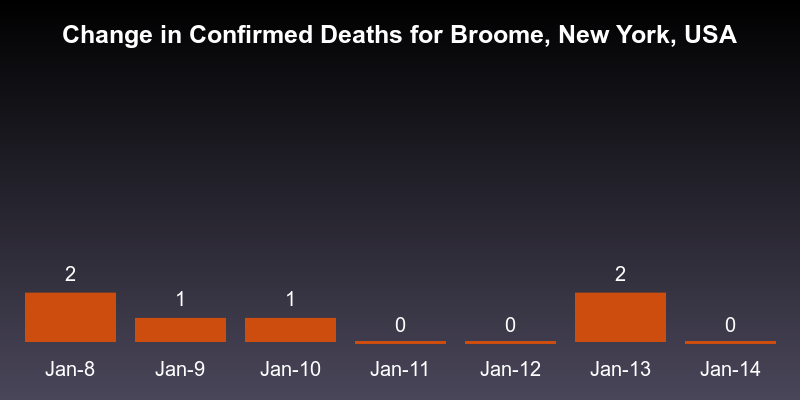 Change in Confirmed Deaths for Broome, New York, USA
2 1 1 0 0 2 0
Jan-8 Jan-9 Jan-10 Jan-11 Jan-12 Jan-13 Jan-14